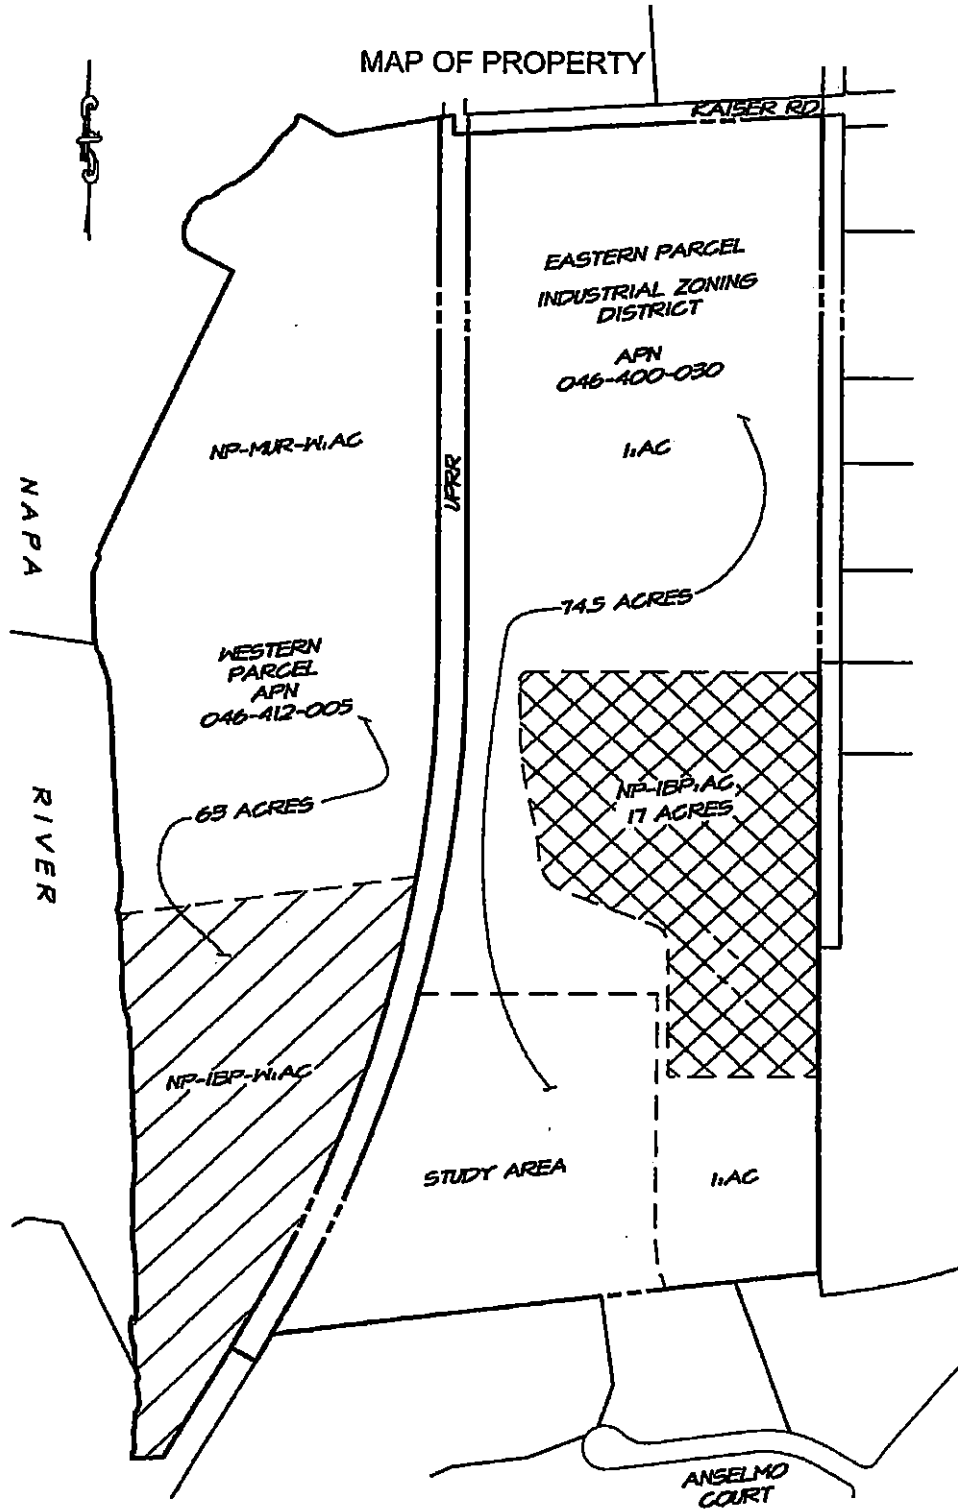 MAP OF PROPERTY
KAISER RD
EASTERN PARCEL
INDUSTRIAL ZONING
DISTRICT
APN
046-400-030
I:AC
NP-MUR-W:AC
UPRR
NAPA
RIVER
74.5 ACRES
WESTERN
PARCEL
APN
046-412-005
65 ACRES
NP-IBP:AC
17 ACRES
NP-IBP-W:AC
STUDY AREA
I:AC
ANSELMO
COURT